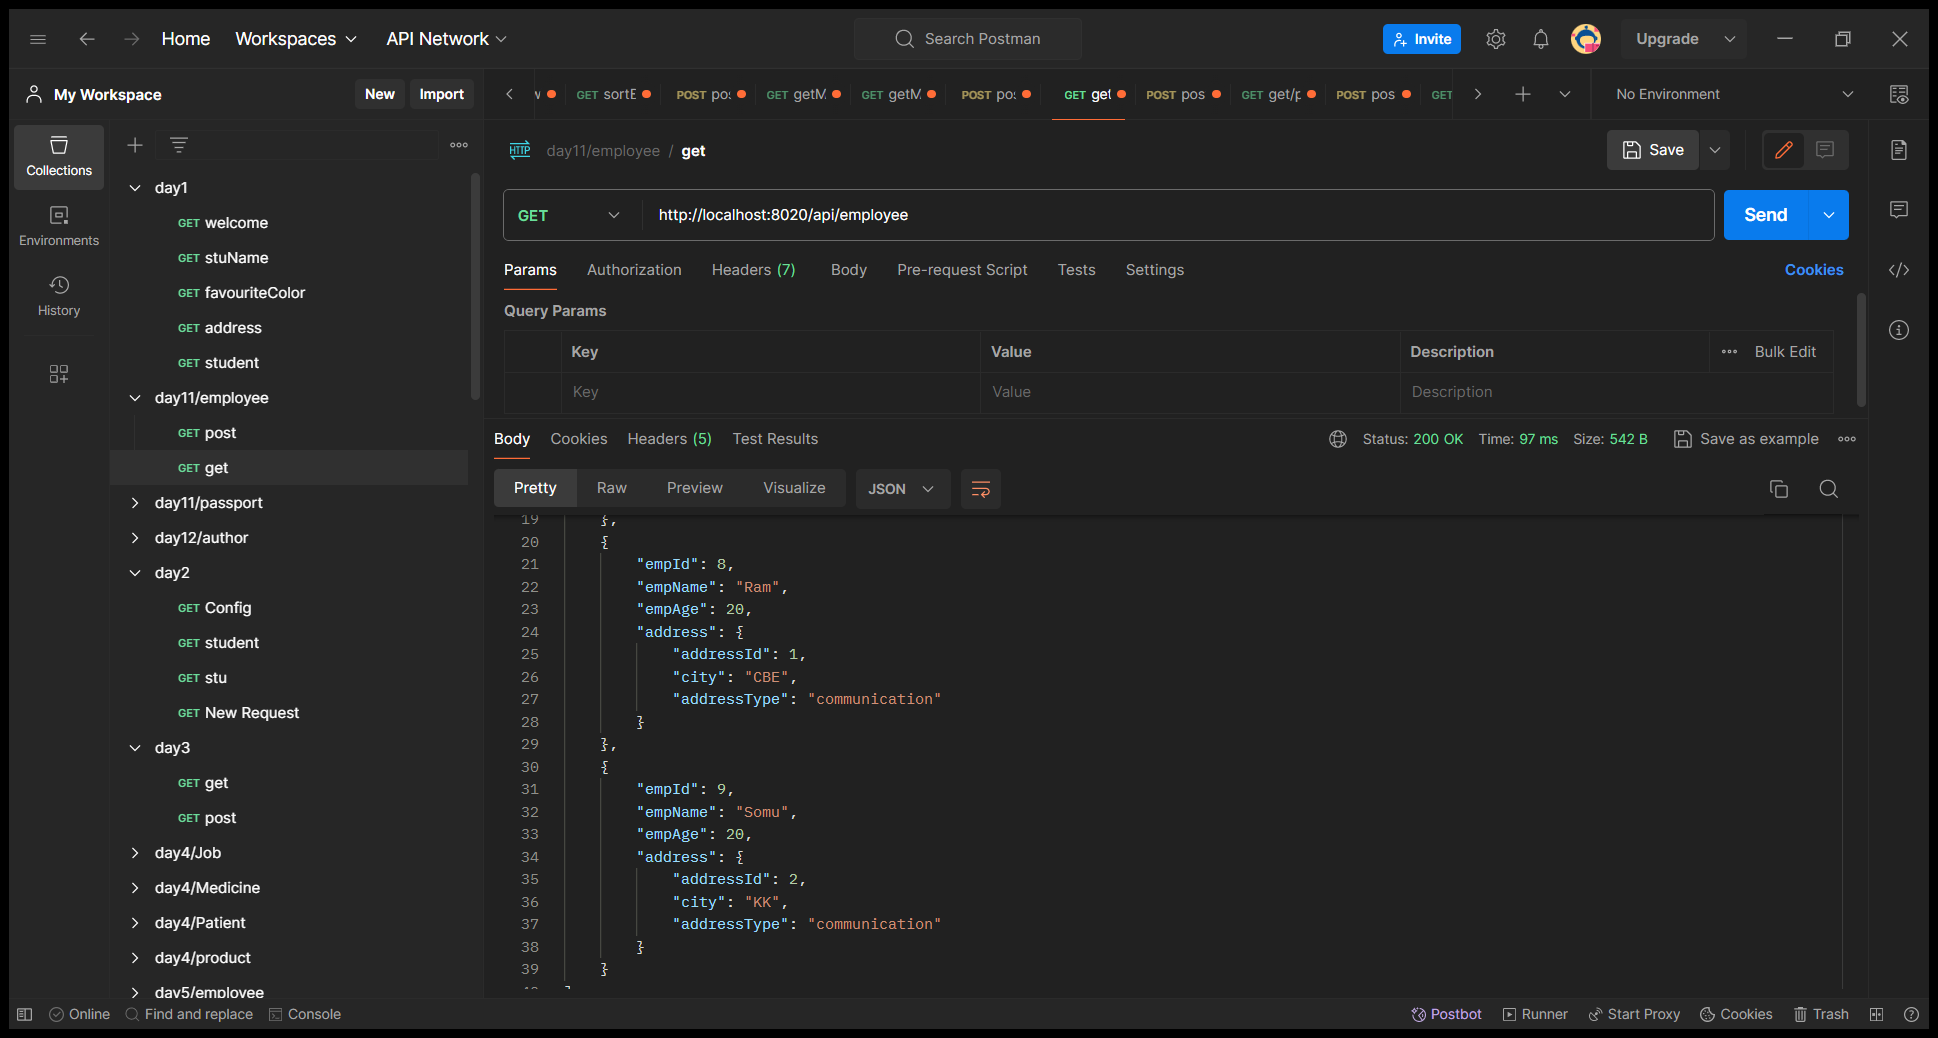 Home Workspaces API Network Search Postman Invite Upgrade
My Workspace New Import
GET sortE POST GET getM GET getM POST GET get POST pos GET get/p POST pos GET No Environment
Collections
Environments
History
day1
GET welcome
GET stuName
GET favouriteColor
GET address
GET student
day11/employee
GET post
GET get
day11/passport
day12/author
day2
GET Config
GET student
GET stu
GET New Request
day3
GET get
GET post
day4/Job
day4/Medicine
day4/Patient
day4/product
day5/employee
HTTP day11/employee / get Save
GET http://localhost:8020/api/employee Send
Params Authorization Headers (7) Body Pre-request Script Tests Settings Cookies
Query Params
Key Value Description Bulk Edit
Key Value Description
Body Cookies Headers (5) Test Results Status: 200 OK Time: 97 ms Size: 542 B Save as example
Pretty Raw Preview Visualize JSON
19 },
20 {
21 "empId": 8,
22 "empName": "Ram",
23 "empAge": 20,
24 "address": {
25 "addressId": 1,
26 "city": "CBE",
27 "addressType": "communication"
28 }
29 },
30 {
31 "empId": 9,
32 "empName": "Somu",
33 "empAge": 20,
34 "address": {
35 "addressId": 2,
36 "city": "KK",
37 "addressType": "communication"
38 }
39 }
Online Find and replace Console Postbot Runner Start Proxy Cookies Trash